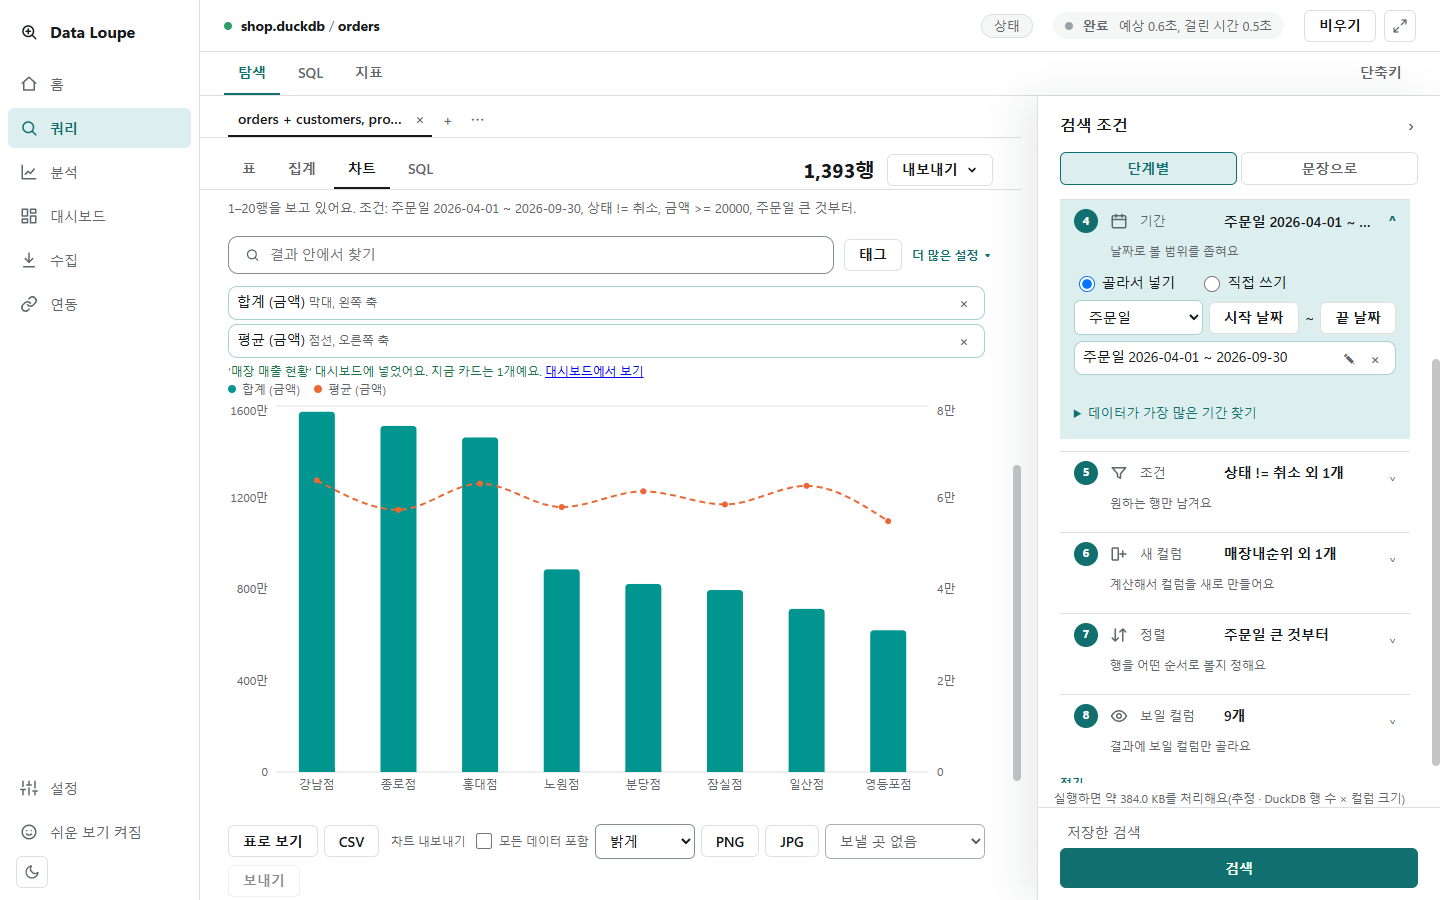 Data Loupe
홈
쿼리
분석
대시보드
수집
연동
설정
쉬운 보기 켜짐
shop.duckdb / orders
상태
완료 예상 0.6초, 걸린 시간 0.5초
비우기
탐색
SQL
지표
단축키
orders + customers, pro... × + ···
표
집계
차트
SQL
1,393행
내보내기
1–20행을 보고 있어요. 조건: 주문일 2026-04-01 ~ 2026-09-30, 상태 != 취소, 금액 >= 20000, 주문일 큰 것부터.
결과 안에서 찾기
태그
더 많은 설정
합계 (금액) 막대, 왼쪽 축 ×
평균 (금액) 점선, 오른쪽 축 ×
'매장 매출 현황' 대시보드에 넣었어요. 지금 카드는 1개예요. 대시보드에서 보기
합계 (금액) 평균 (금액)
1600만
8만
1200만
6만
800만
4만
400만
2만
0
0
강남점
종로점
홍대점
노원점
분당점
잠실점
일산점
영등포점
표로 보기
CSV
차트 내보내기
모든 데이터 포함
밝게
PNG
JPG
보낼 곳 없음
보내기
검색 조건
단계별
문장으로
4 기간 주문일 2026-04-01 ~ ...
날짜로 볼 범위를 좁혀요
골라서 넣기
직접 쓰기
주문일
시작 날짜
~
끝 날짜
주문일 2026-04-01 ~ 2026-09-30 ×
데이터가 가장 많은 기간 찾기
5 조건 상태 != 취소 외 1개
원하는 행만 남겨요
6 새 컬럼 매장내순위 외 1개
계산해서 컬럼을 새로 만들어요
7 정렬 주문일 큰 것부터
행을 어떤 순서로 볼지 정해요
8 보일 컬럼 9개
결과에 보일 컬럼만 골라요
실행하면 약 384.0 KB를 처리해요(추정 · DuckDB 행 수 × 컬럼 크기)
저장한 검색
검색